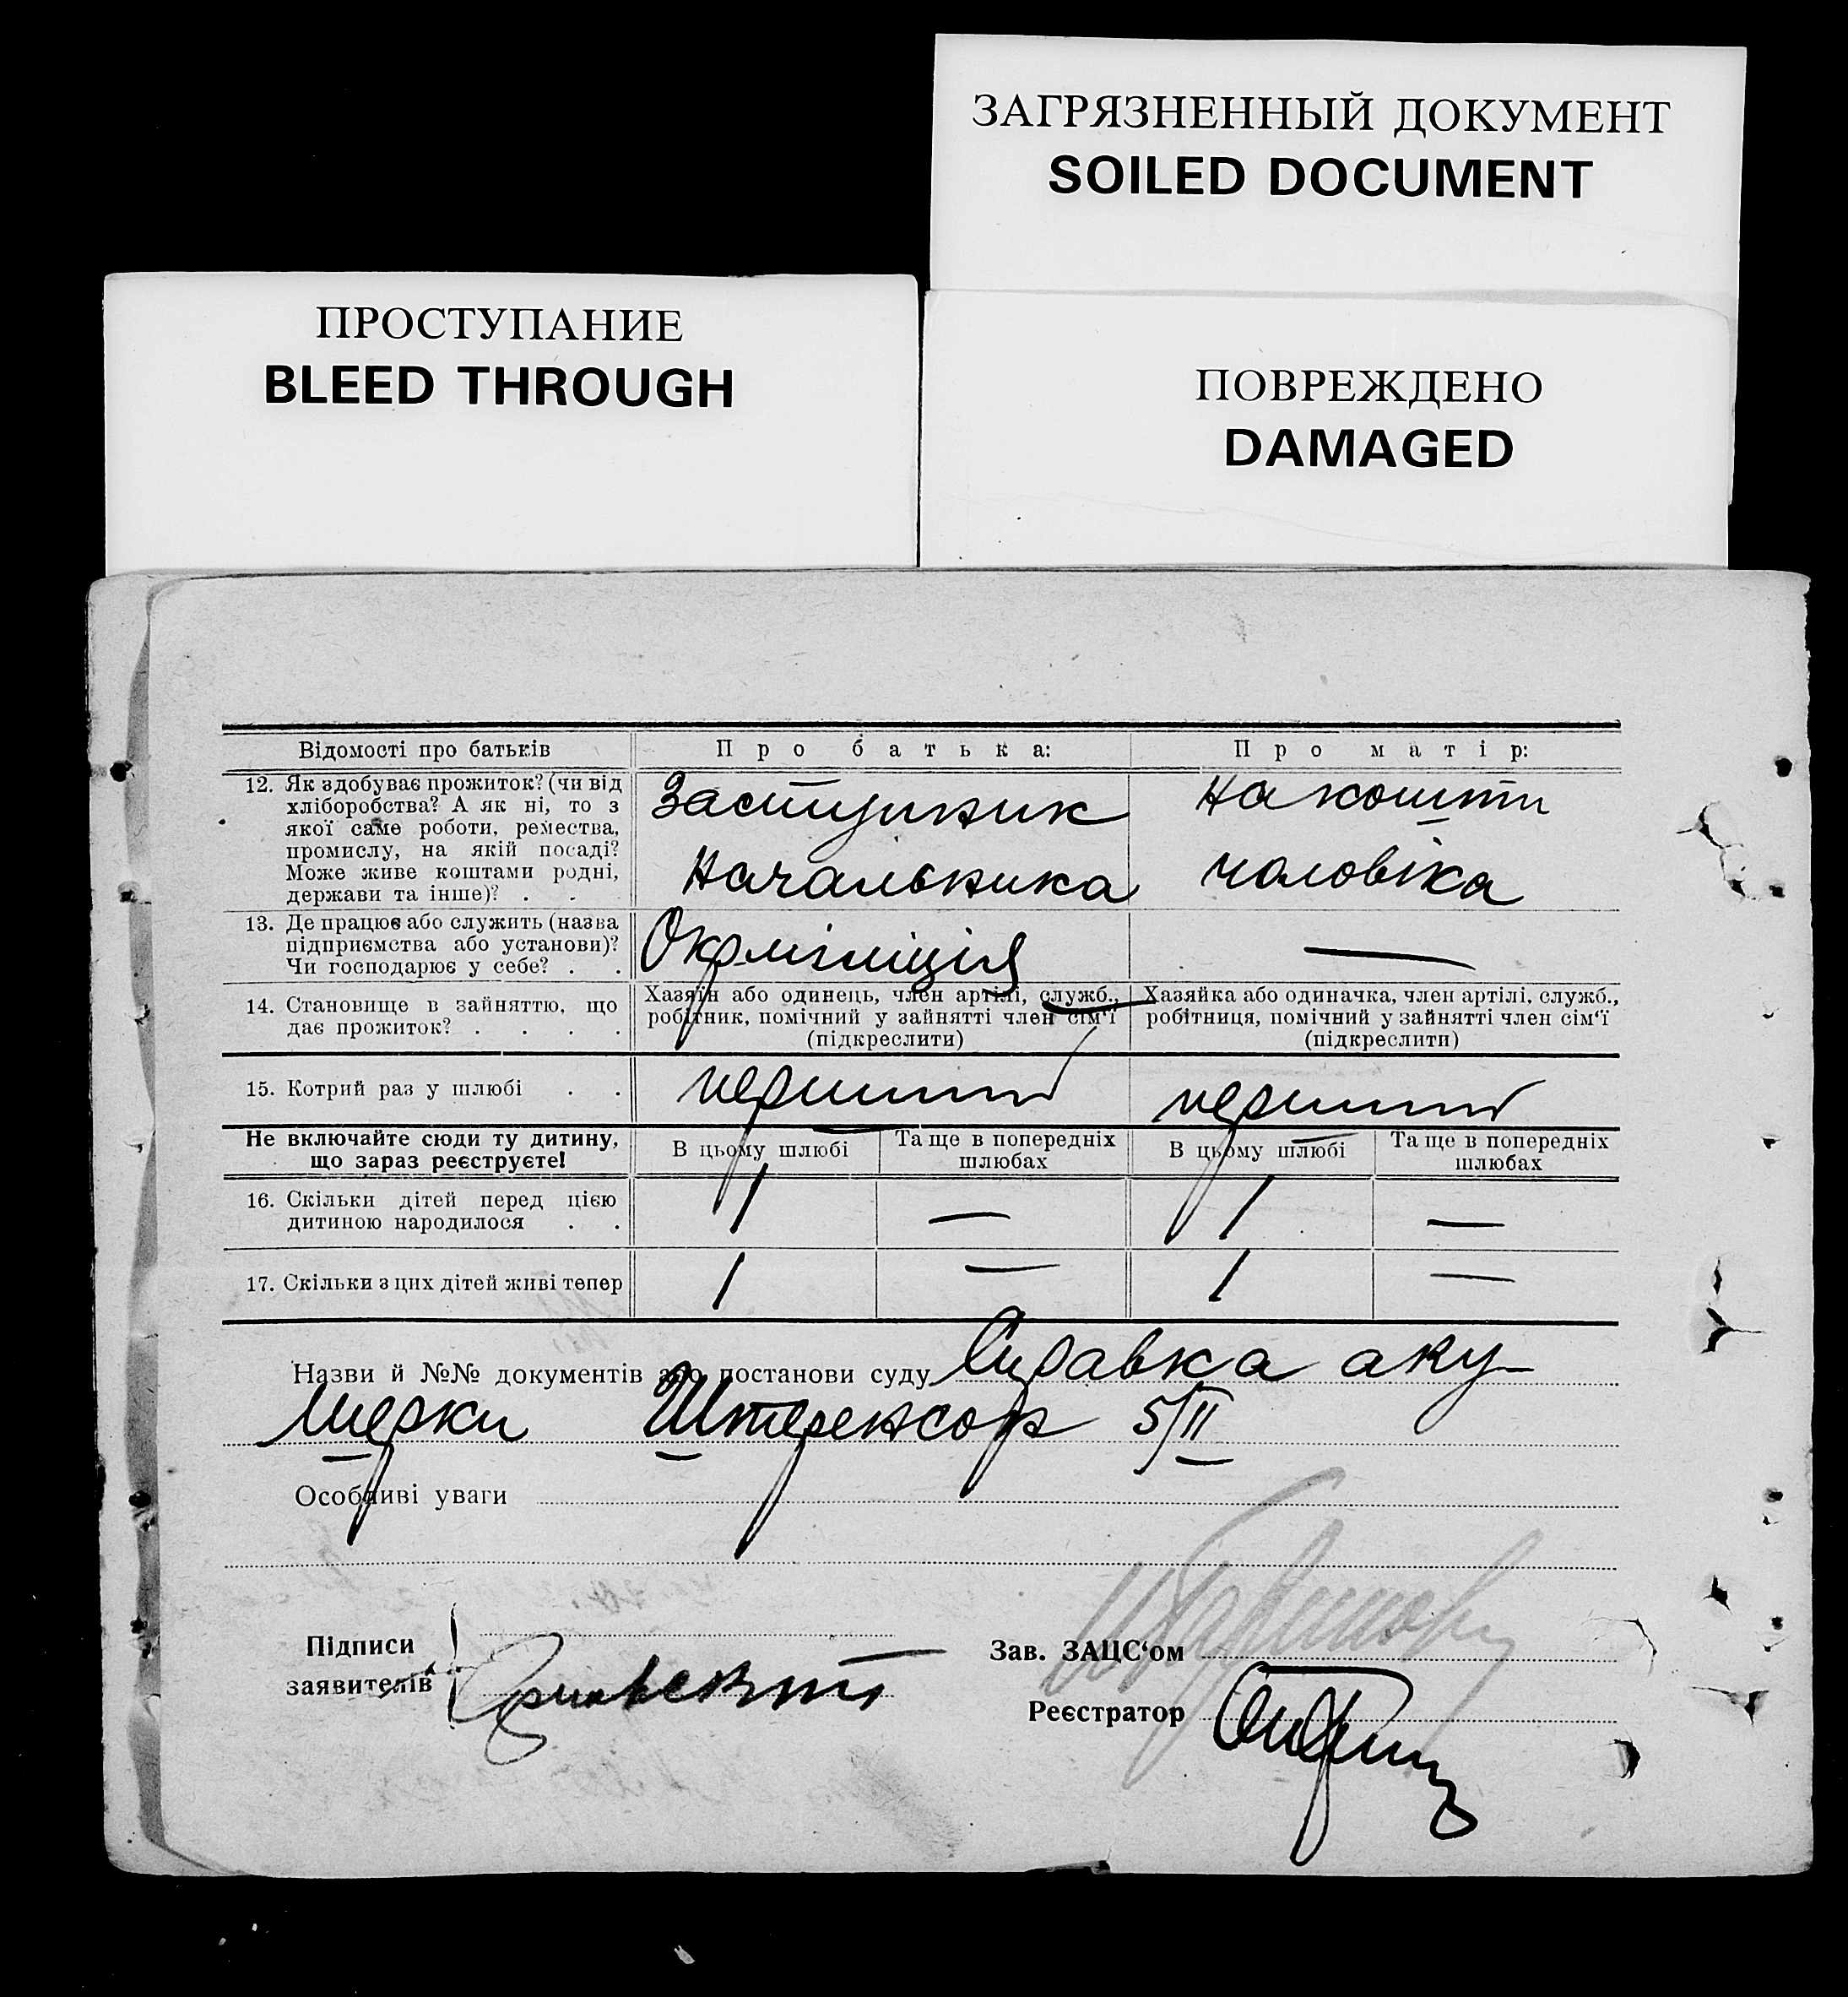 ЗАГРЯЗНЕННЫЙ ДОКУМЕНТ
SOILED DOCUMENT
ПРОСТУПАНИЕ
BLEED THROUGH
ПОВРЕЖДЕНО
DAMAGED
Відомості про батьків
Про батька:
Про матір:
12. Як здобуває прожиток? (чи від
хліборобства? А як ні, то з
якої саме роботи, ремества,
промислу, на якій посаді?
Може живе коштами родні,
держави та інше)? . .
Заступник
Начальника
На кошти
чоловіка
13. Де працює або служить (назва
підприємства або установи)?
Чи господарює у себе? . .
Окрміліція
—
14. Становище в зайняттю, що
дає прожиток? . . . .
Хазяїн або одинець, член артілі, служб.,
робітник, помічний у зайнятті член сім'ї
(підкреслити)
Хазяйка або одиначка, член артілі, служб.,
робітниця, помічний у зайнятті член сім'ї
(підкреслити)
15. Котрий раз у шлюбі . .
перший
перший
Не включайте сюди ту дитину,
що зараз реєструєте!
В цьому шлюбі
Та ще в попередніх
шлюбах
В цьому шлюбі
Та ще в попередніх
шлюбах
16. Скільки дітей перед цією
дитиною народилося . .
1 — 1 —
17. Скільки з цих дітей живі тепер
1 — 1 —
Назви й №№ документів або постанови суду Справка аку-
шерки Штеренсор 5/II
Особливі уваги
Підписи
заявителів
Зав. ЗАЦС'ом
Реєстратор